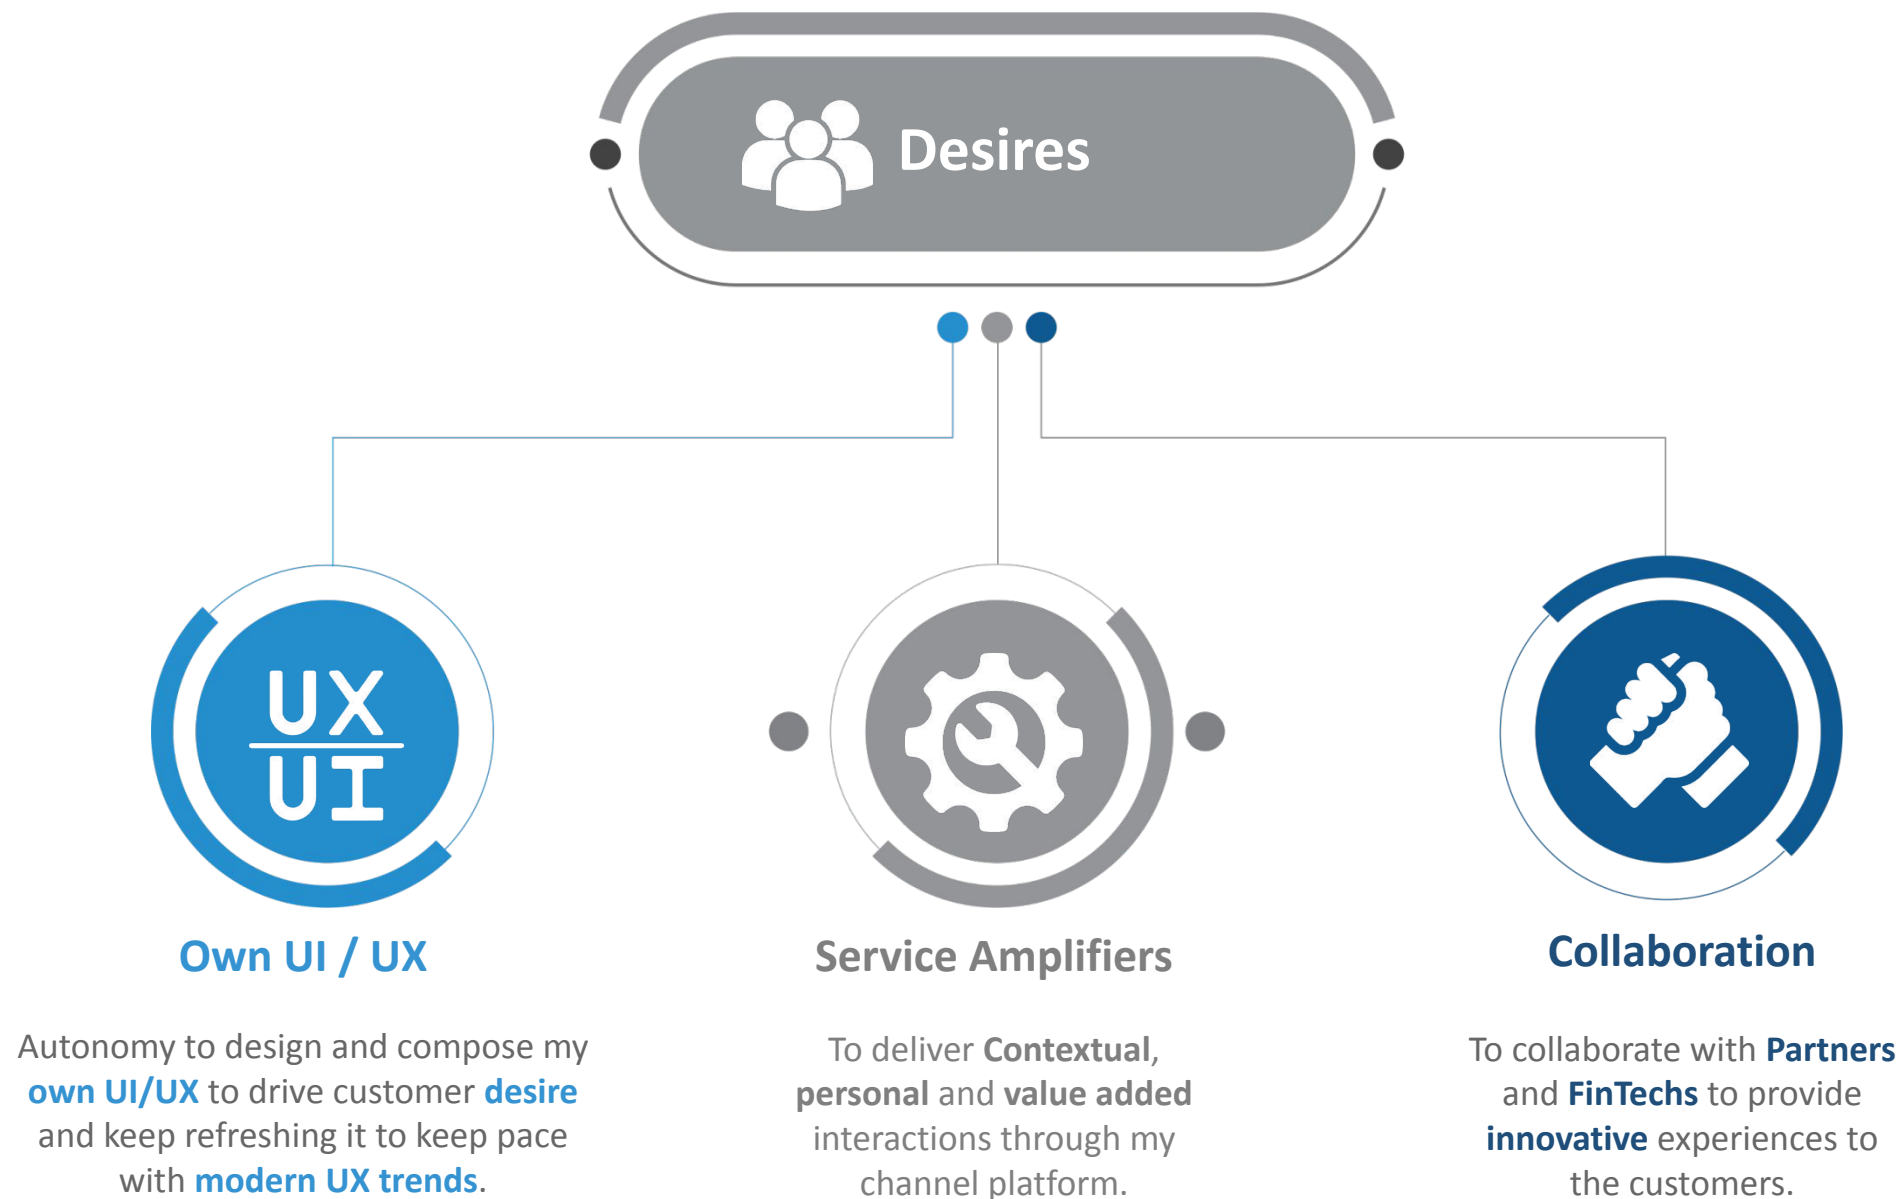 Desires
UX
UI
Own UI / UX
Autonomy to design and compose my
own UI/UX to drive customer desire
and keep refreshing it to keep pace
with modern UX trends.
Service Amplifiers
To deliver Contextual,
personal and value added
interactions through my
channel platform.
Collaboration
To collaborate with Partners
and FinTechs to provide
innovative experiences to
the customers.